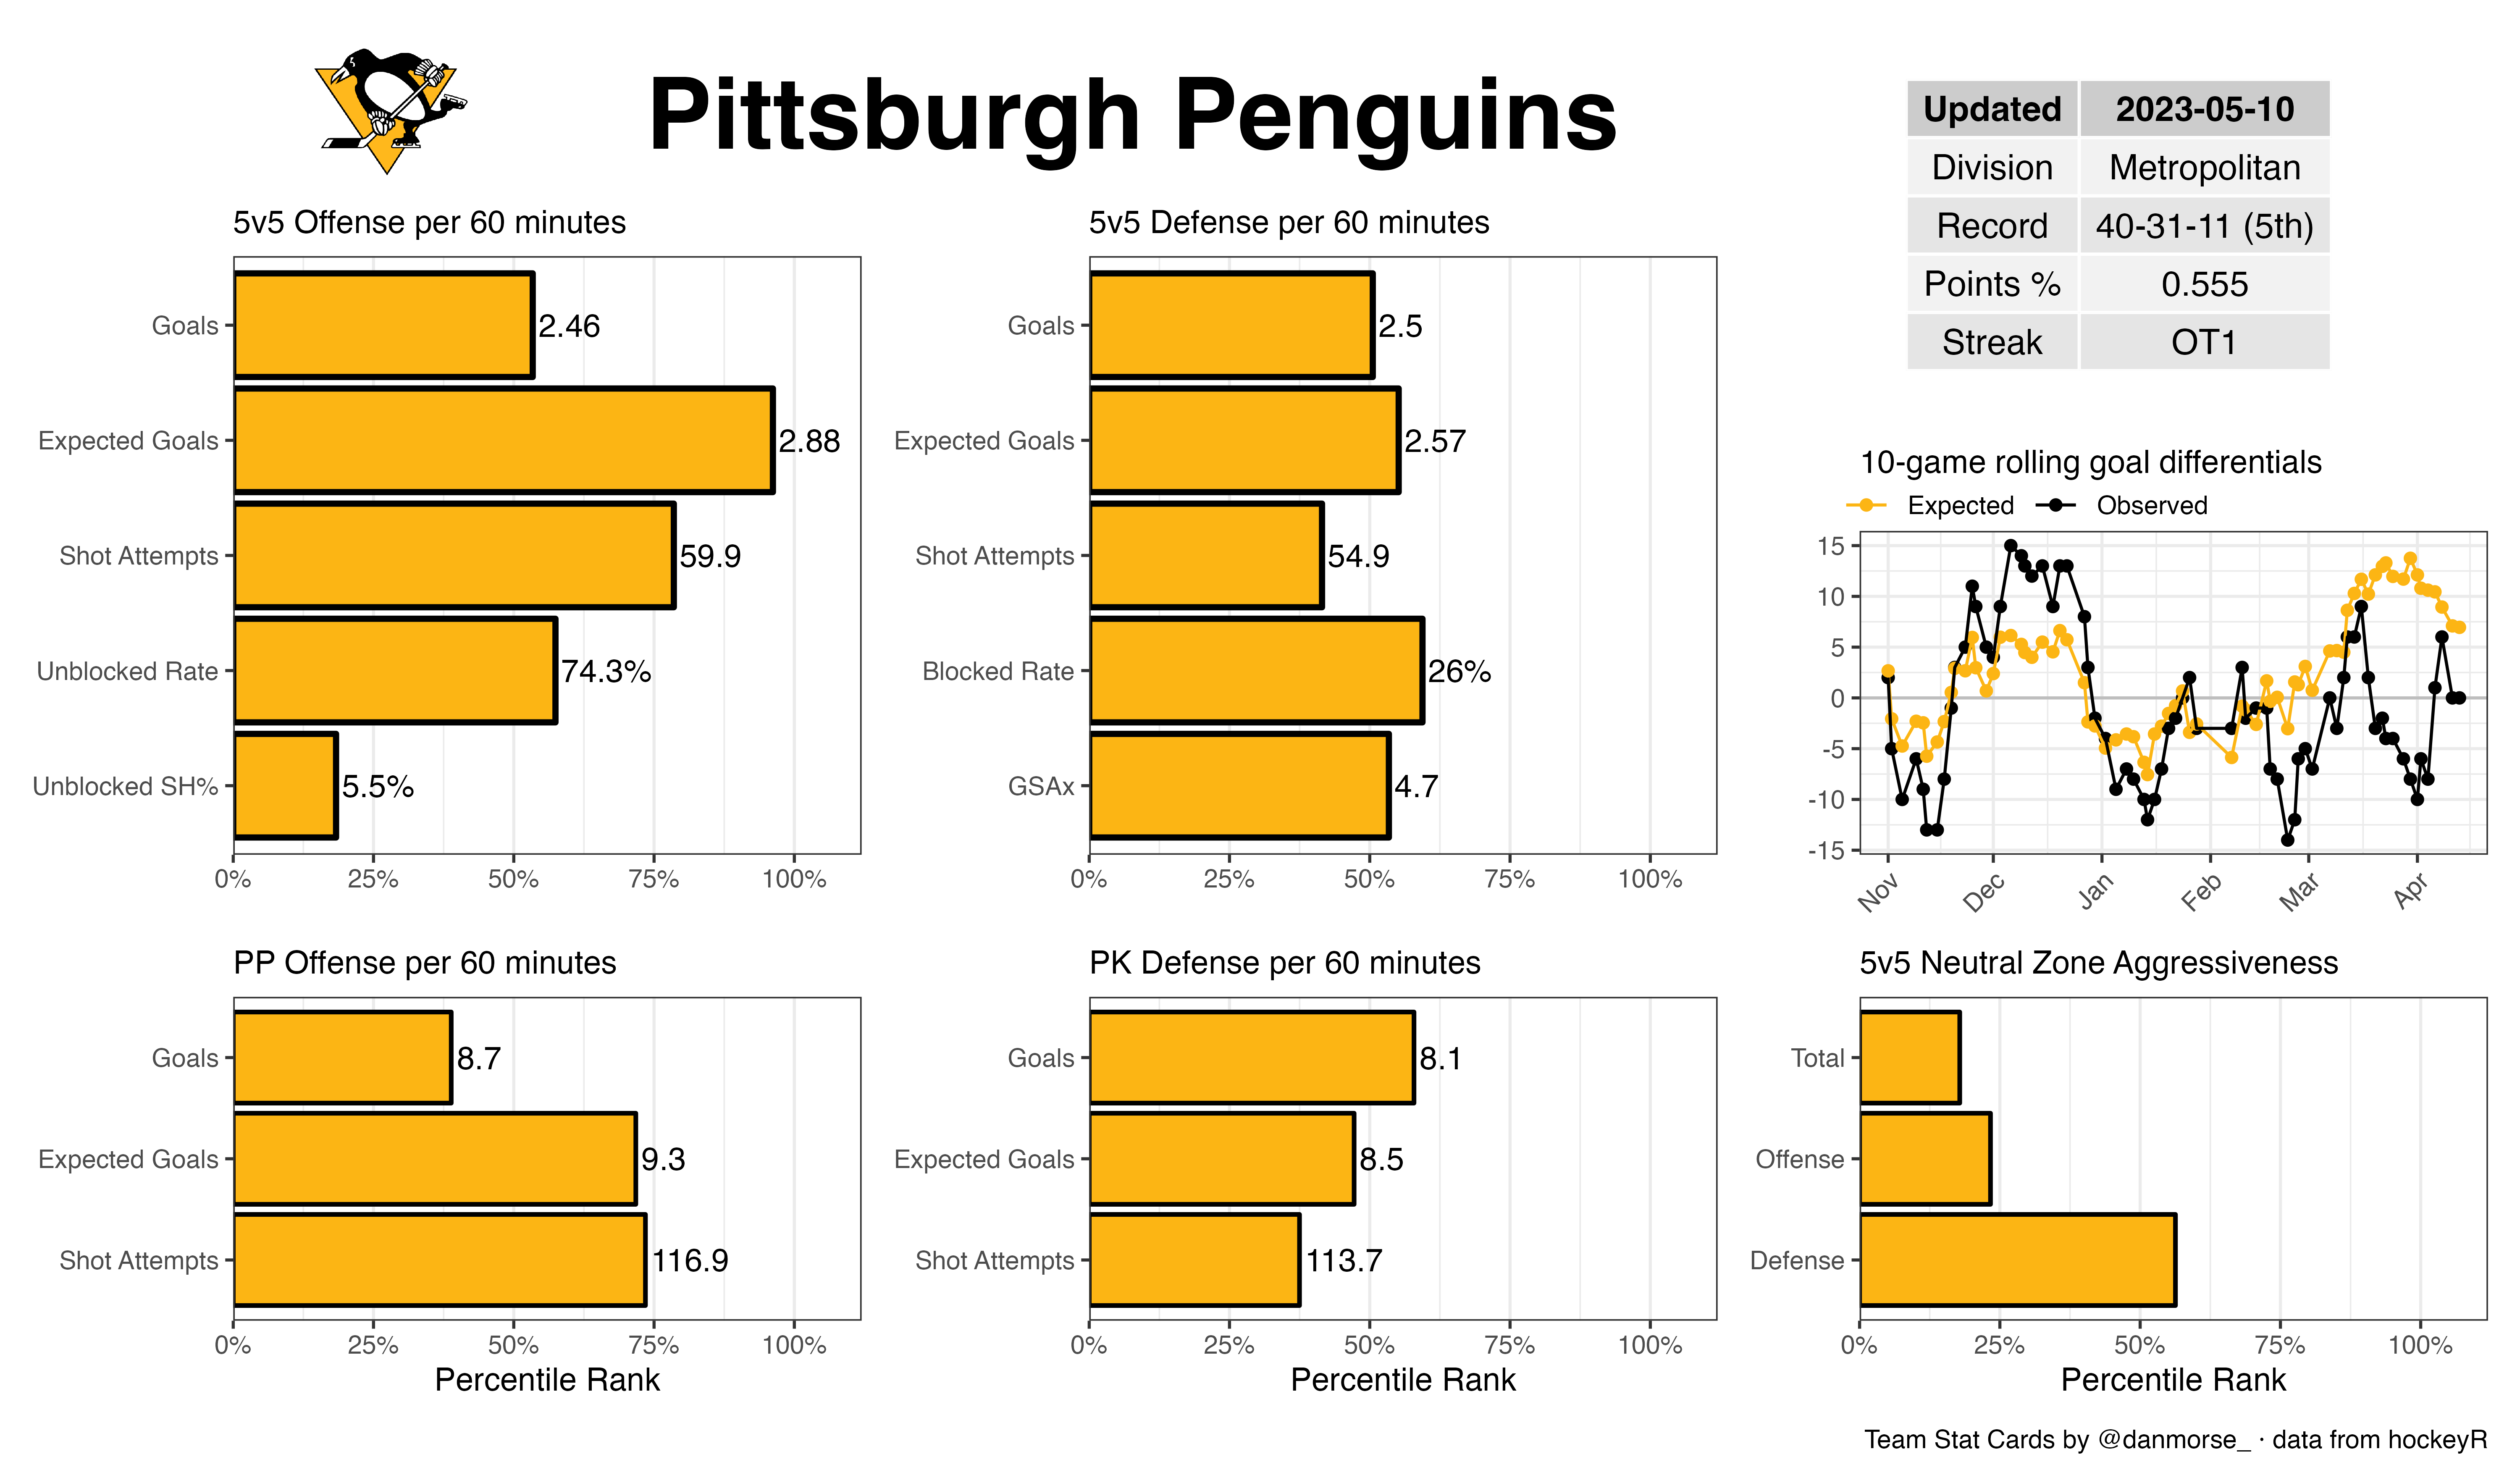 Pittsburgh Penguins
Updated 2023-05-10
Division Metropolitan
Record 40-31-11 (5th)
Points % 0.555
Streak OT1
5v5 Offense per 60 minutes
Goals 2.46
Expected Goals 2.88
Shot Attempts 59.9
Unblocked Rate 74.3%
Unblocked SH% 5.5%
0% 25% 50% 75% 100%
5v5 Defense per 60 minutes
Goals 2.5
Expected Goals 2.57
Shot Attempts 54.9
Blocked Rate 26%
GSAx 4.7
0% 25% 50% 75% 100%
10-game rolling goal differentials
Expected Observed
15
10
5
0
-5
-10
-15
Nov Dec Jan Feb Mar Apr
PP Offense per 60 minutes
Goals 8.7
Expected Goals 9.3
Shot Attempts 116.9
0% 25% 50% 75% 100%
Percentile Rank
PK Defense per 60 minutes
Goals 8.1
Expected Goals 8.5
Shot Attempts 113.7
0% 25% 50% 75% 100%
Percentile Rank
5v5 Neutral Zone Aggressiveness
Total
Offense
Defense
0% 25% 50% 75% 100%
Percentile Rank
Team Stat Cards by @danmorse_ · data from hockeyR